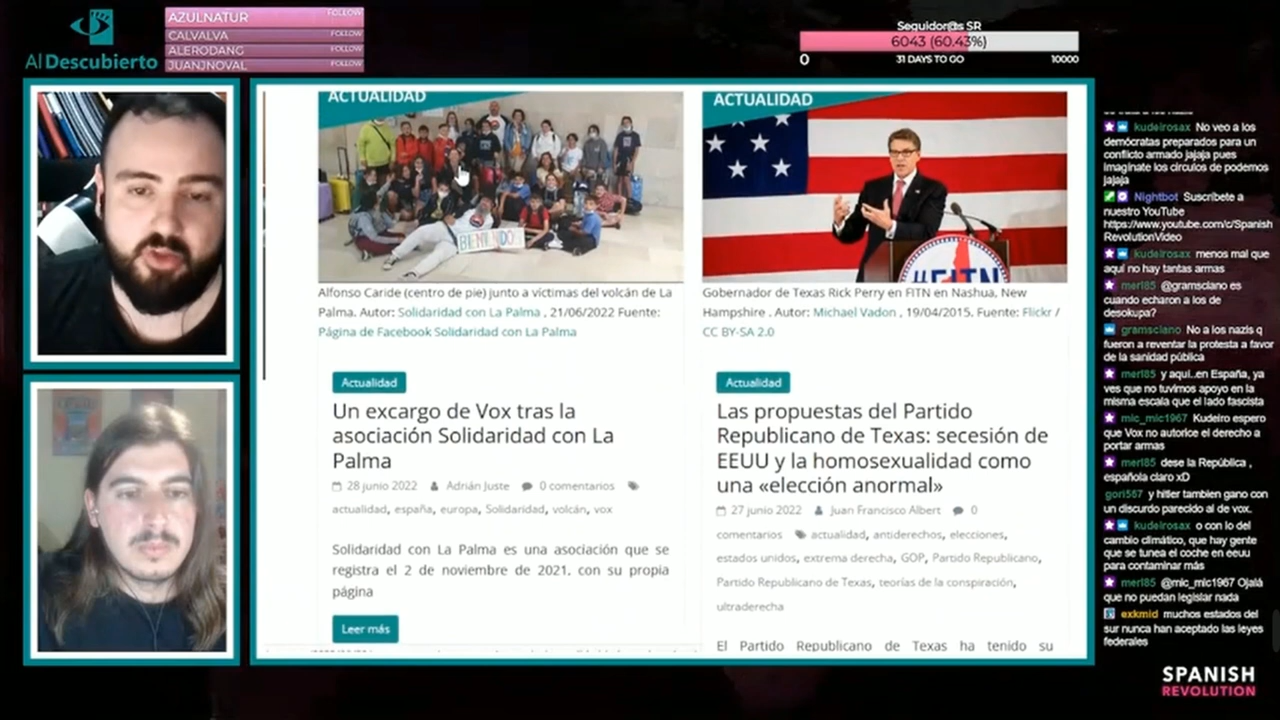 Al Descubierto
AZULNATUR FOLLOW
CALVALVA FOLLOW
ALERODANG FOLLOW
JUANJNOVAL FOLLOW
Seguidor@s SR
6043 (60.43%)
0 31 DAYS TO GO 10000
ACTUALIDAD
BIENVENIDOS
Alfonso Caride (centro de pie) junto a víctimas del volcán de La
Palma. Autor: Solidaridad con La Palma , 21/06/2022 Fuente:
Página de Facebook Solidaridad con La Palma
Actualidad
Un excargo de Vox tras la
asociación Solidaridad con La
Palma
28 junio 2022 Adrián Juste 0 comentarios
actualidad, españa, europa, Solidaridad, volcán, vox
Solidaridad con La Palma es una asociación que se
registra el 2 de noviembre de 2021, con su propia
página
Leer más
ACTUALIDAD
#FITN
Gobernador de Texas Rick Perry en FITN en Nashua, New
Hampshire . Autor: Michael Vadon , 19/04/2015. Fuente: Flickr /
CC BY-SA 2.0
Actualidad
Las propuestas del Partido
Republicano de Texas: secesión de
EEUU y la homosexualidad como
una «elección anormal»
27 junio 2022 Juan Francisco Albert 0
comentarios actualidad, antiderechos, elecciones,
estados unidos, extrema derecha, GOP, Partido Republicano,
Partido Republicano de Texas, teorías de la conspiración,
ultraderecha
El Partido Republicano de Texas ha tenido su
kudeirosax No veo a los
demócratas preparados para un
conflicto armado jajaja pues
imagínate los circulos de podemos
jajaja
Nightbot Suscríbete a
nuestro YouTube
https://www.youtube.com/c/Spanish
RevolutionVideo
kudeirosax menos mal que
aquí no hay tantas armas
merl85 @gramsciano es
cuando echaron a los de
desokupa?
gramsciano No a los nazis q
fueron a reventar la protesta a favor
de la sanidad pública
merl85 y aquí..en España, ya
ves que no tuvimos apoyo en la
misma escala que el lado fascista
mic_mic1967 Kudeiro espero
que Vox no autorice el derecho a
portar armas
merl85 dese la República ,
española claro xD
gori567 y hitler tambien gano con
un discurdo parecido al de vox.
kudeirosax o con lo del
cambio climático, que hay gente
que se tunea el coche en eeuu
para contaminar más
merl85 @mic_mic1967 Ojalá
que no puedan legislar nada
exkmid muchos estados del
sur nunca han aceptado las leyes
federales
SPANISH
REVOLUTION